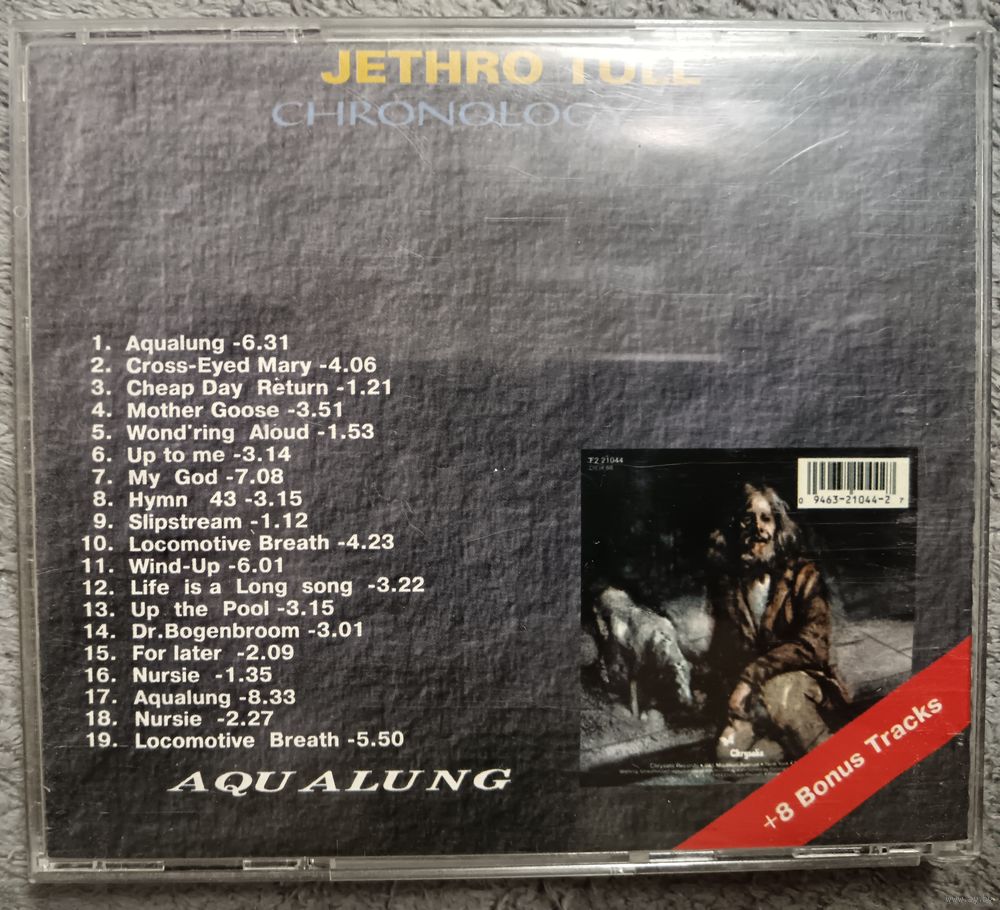 JETHRO TULL
CHRONOLOGY
1. Aqualung -6.31
2. Cross-Eyed Mary -4.06
3. Cheap Day Return -1.21
4. Mother Goose -3.51
5. Wond'ring Aloud -1.53
6. Up to me -3.14
7. My God -7.08
8. Hymn 43 -3.15
9. Slipstream -1.12
10. Locomotive Breath -4.23
11. Wind-Up -6.01
12. Life is a Long song -3.22
13. Up the Pool -3.15
14. Dr.Bogenbroom -3.01
15. For later -2.09
16. Nursie -1.35
17. Aqualung -8.33
18. Nursie -2.27
19. Locomotive Breath -5.50
AQUALUNG
F2 21044
0 9463-21044-2 7
Chrysalis
Chrysalis Records
+8 Bonus Tracks